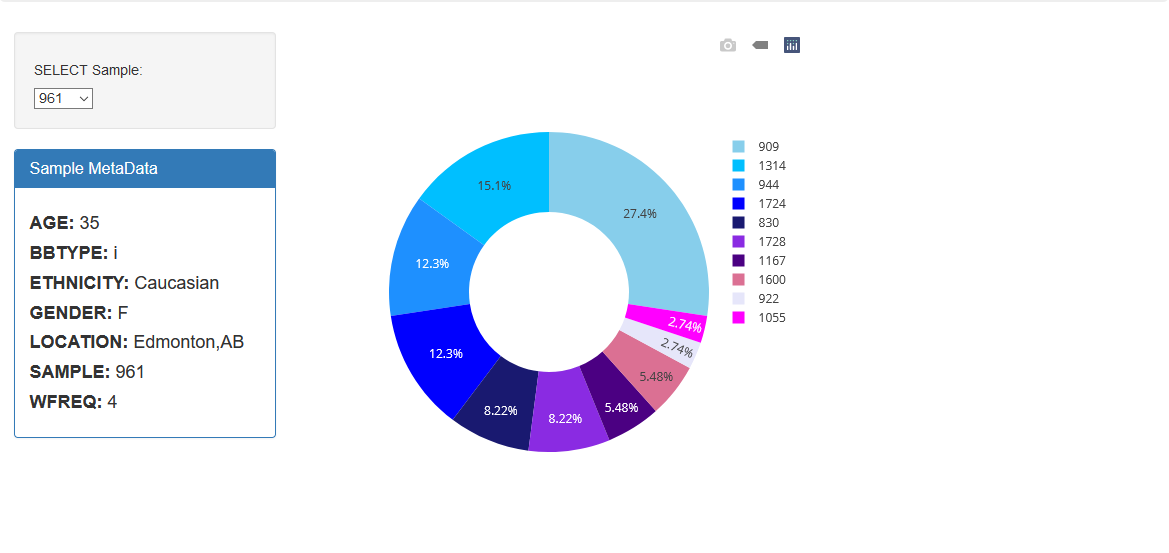 SELECT Sample:
961
Sample MetaData
AGE: 35
BBTYPE: i
ETHNICITY: Caucasian
GENDER: F
LOCATION: Edmonton,AB
SAMPLE: 961
WFREQ: 4
27.4%
15.1%
12.3%
12.3%
8.22%
8.22%
5.48%
5.48%
2.74%
2.74%
909
1314
944
1724
830
1728
1167
1600
922
1055